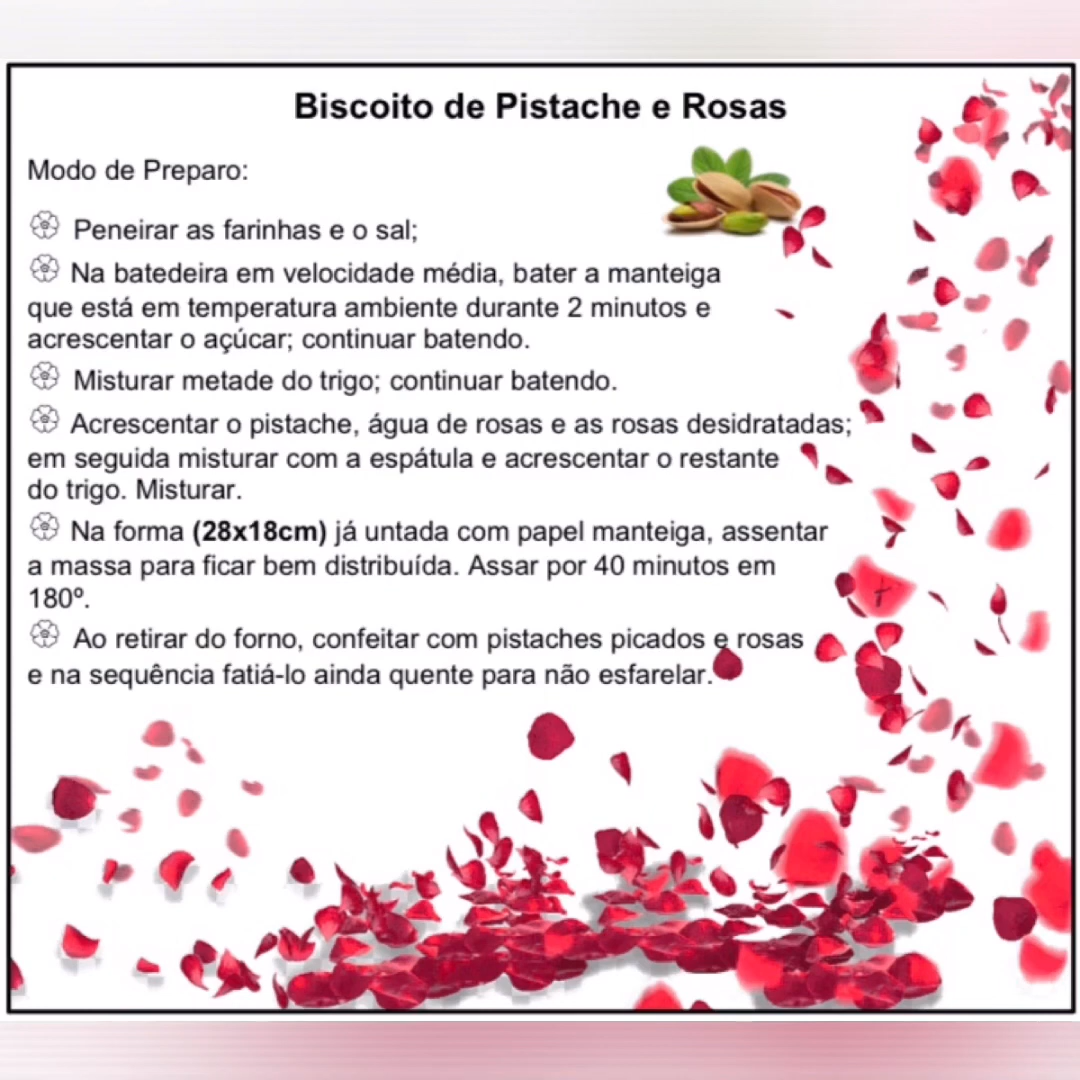 Biscoito de Pistache e Rosas
Modo de Preparo:
Peneirar as farinhas e o sal;
Na batedeira em velocidade média, bater a manteiga
que está em temperatura ambiente durante 2 minutos e
acrescentar o açúcar; continuar batendo.
Misturar metade do trigo; continuar batendo.
Acrescentar o pistache, água de rosas e as rosas desidratadas;
em seguida misturar com a espátula e acrescentar o restante
do trigo. Misturar.
Na forma (28x18cm) já untada com papel manteiga, assentar
a massa para ficar bem distribuída. Assar por 40 minutos em
180º.
Ao retirar do forno, confeitar com pistaches picados e rosas
e na sequência fatiá-lo ainda quente para não esfarelar.